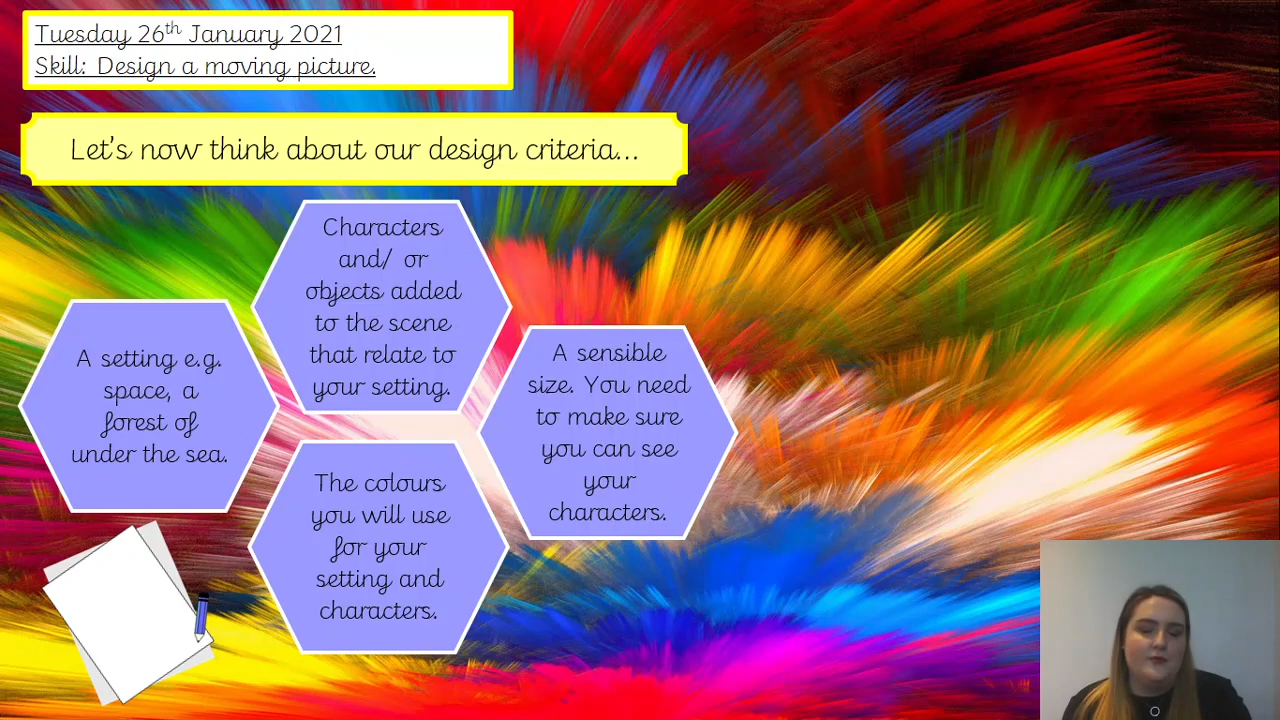 Tuesday 26th January 2021
Skill: Design a moving picture.
Let's now think about our design criteria...
Characters
and/ or
objects added
to the scene
that relate to
your setting.
A setting e.g.
space, a
forest of
under the sea.
A sensible
size. You need
to make sure
you can see
your
characters.
The colours
you will use
for your
setting and
characters.